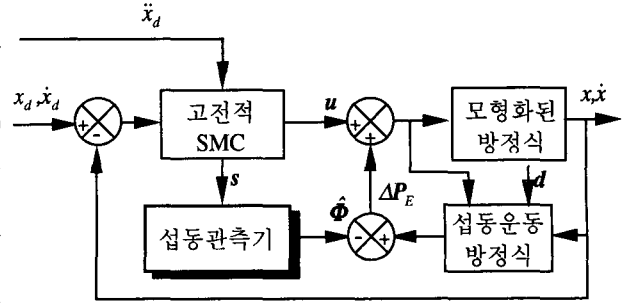 ẍ_d
x_d, ẋ_d
+
-
고전적
SMC
u
+
+
모형화된
방정식
x, ẋ
s
d
섭동관측기
Φ̂
-
+
ΔP_E
섭동운동
방정식